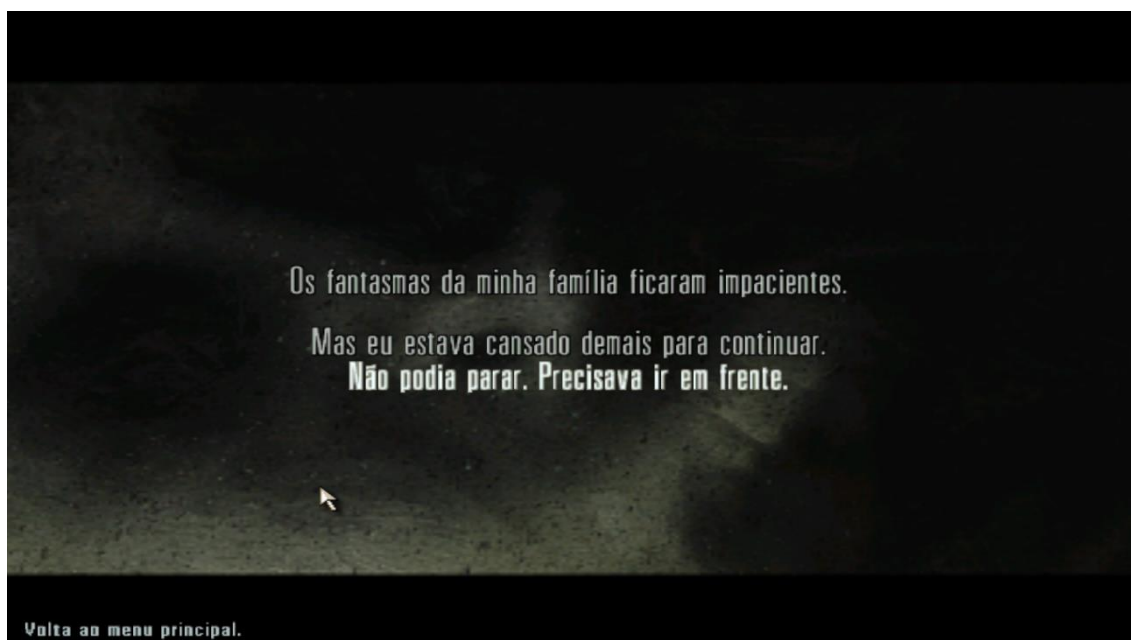 Os fantasmas da minha família ficaram impacientes.
Mas eu estava cansado demais para continuar.
Não podia parar. Precisava ir em frente.
Volta ao menu principal.